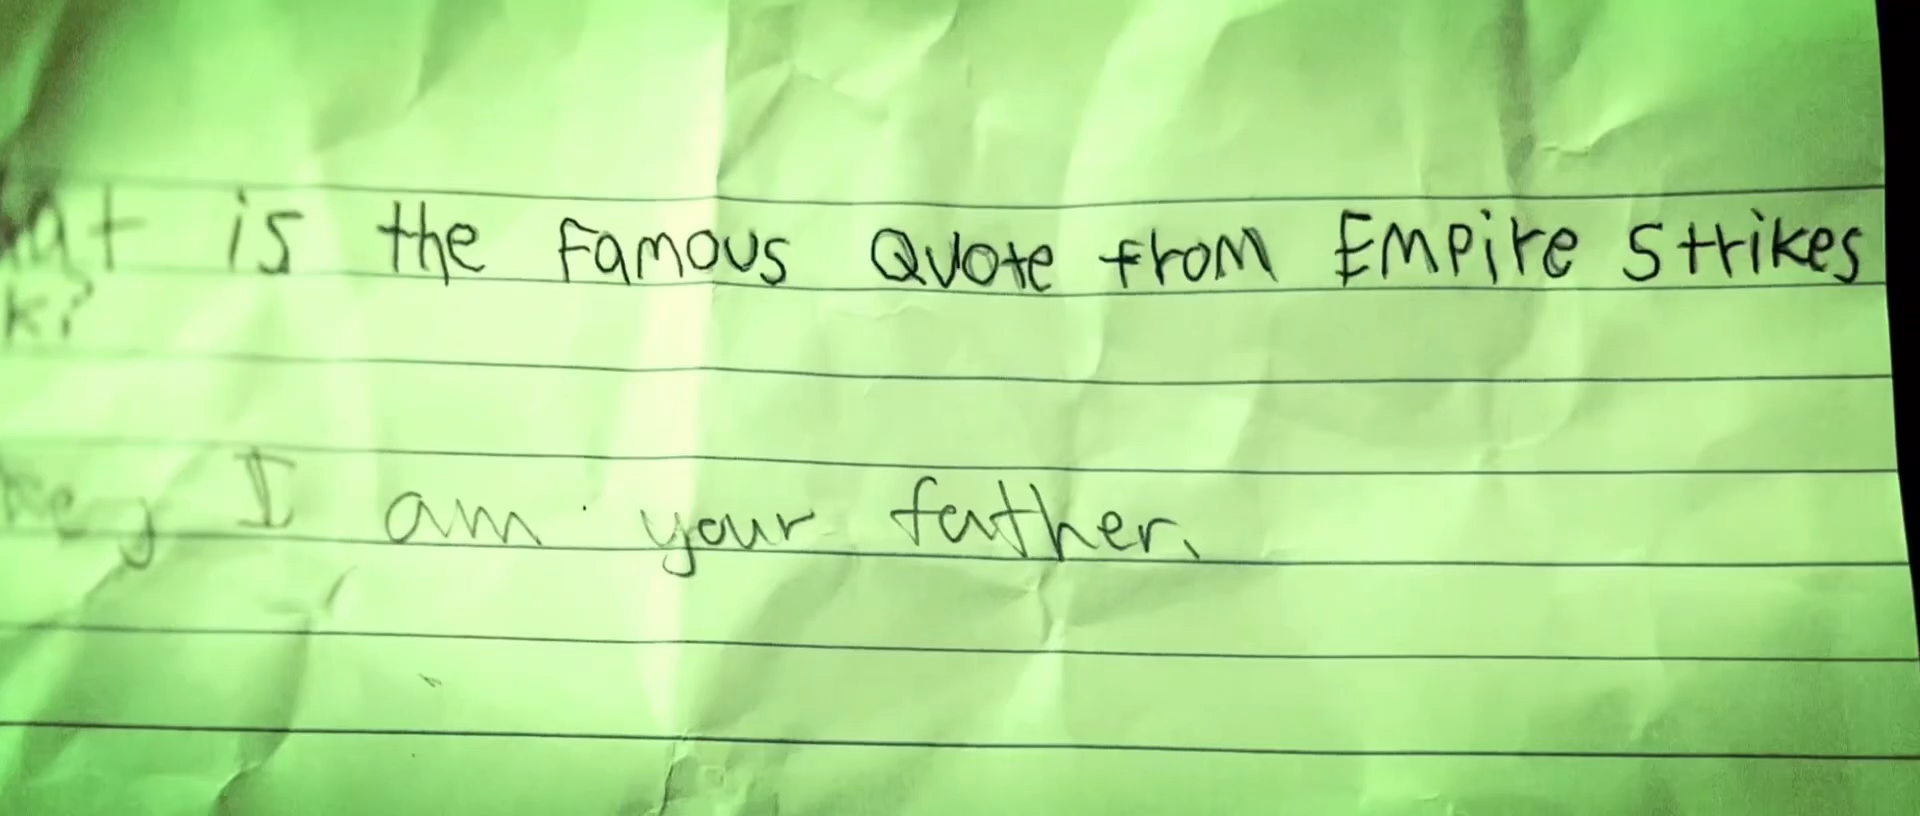 is the Famous Quote from Empire Strikes
I am your father.